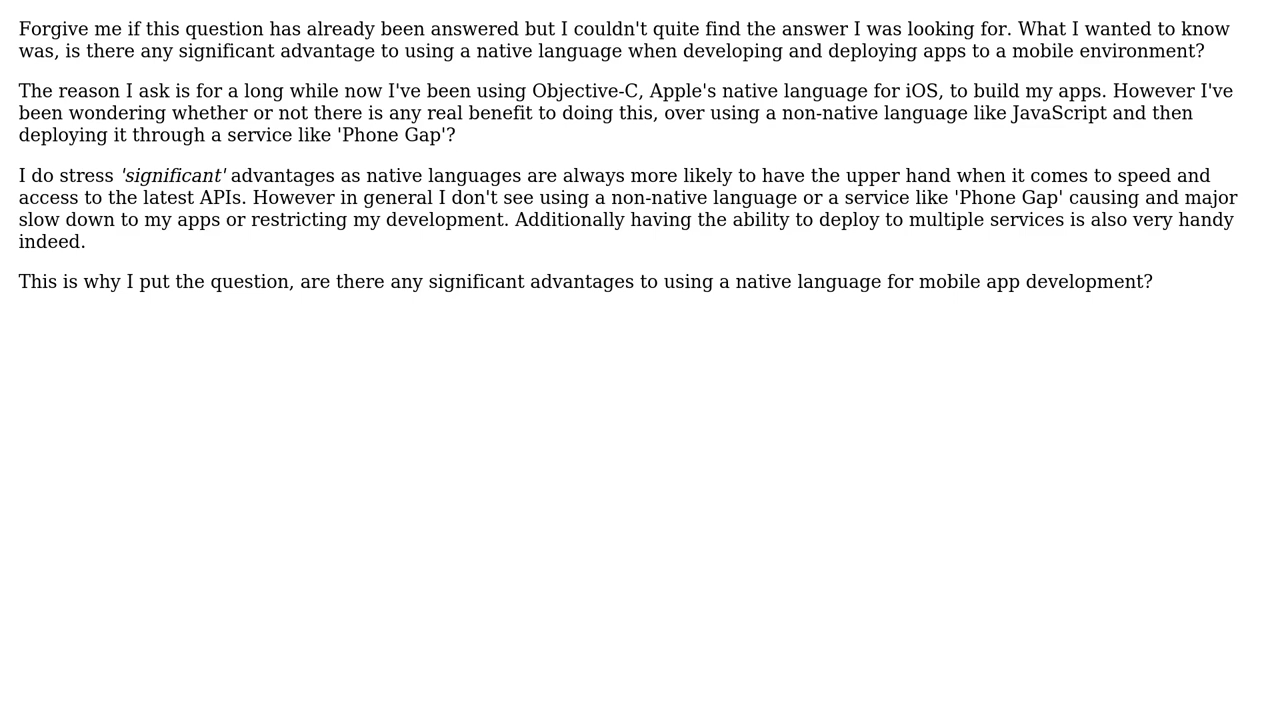 Forgive me if this question has already been answered but I couldn't quite find the answer I was looking for. What I wanted to know
was, is there any significant advantage to using a native language when developing and deploying apps to a mobile environment?
The reason I ask is for a long while now I've been using Objective-C, Apple's native language for iOS, to build my apps. However I've
been wondering whether or not there is any real benefit to doing this, over using a non-native language like JavaScript and then
deploying it through a service like 'Phone Gap'?
I do stress 'significant' advantages as native languages are always more likely to have the upper hand when it comes to speed and
access to the latest APIs. However in general I don't see using a non-native language or a service like 'Phone Gap' causing and major
slow down to my apps or restricting my development. Additionally having the ability to deploy to multiple services is also very handy
indeed.
This is why I put the question, are there any significant advantages to using a native language for mobile app development?